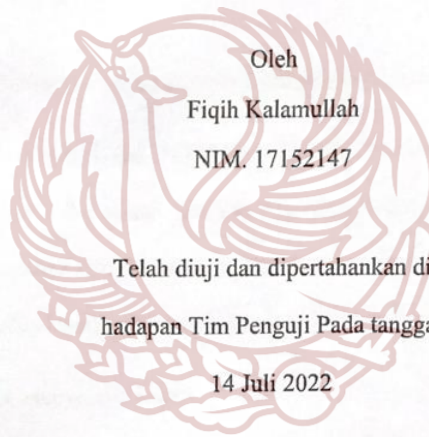 Oleh
Fiqih Kalamullah
NIM. 17152147
Telah diuji dan dipertahankan di
hadapan Tim Penguji Pada tangga
14 Juli 2022